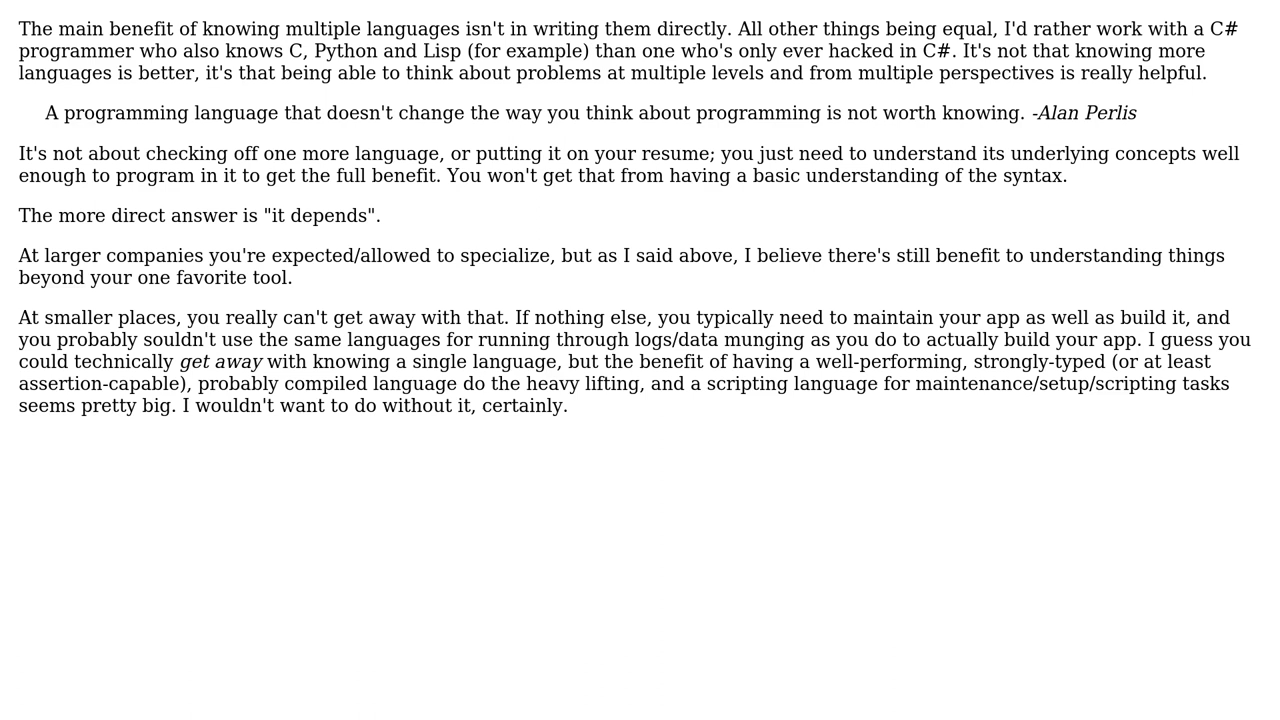 The main benefit of knowing multiple languages isn't in writing them directly. All other things being equal, I'd rather work with a C#
programmer who also knows C, Python and Lisp (for example) than one who's only ever hacked in C#. It's not that knowing more
languages is better, it's that being able to think about problems at multiple levels and from multiple perspectives is really helpful.
A programming language that doesn't change the way you think about programming is not worth knowing. -Alan Perlis
It's not about checking off one more language, or putting it on your resume; you just need to understand its underlying concepts well
enough to program in it to get the full benefit. You won't get that from having a basic understanding of the syntax.
The more direct answer is "it depends".
At larger companies you're expected/allowed to specialize, but as I said above, I believe there's still benefit to understanding things
beyond your one favorite tool.
At smaller places, you really can't get away with that. If nothing else, you typically need to maintain your app as well as build it, and
you probably souldn't use the same languages for running through logs/data munging as you do to actually build your app. I guess you
could technically get away with knowing a single language, but the benefit of having a well-performing, strongly-typed (or at least
assertion-capable), probably compiled language do the heavy lifting, and a scripting language for maintenance/setup/scripting tasks
seems pretty big. I wouldn't want to do without it, certainly.